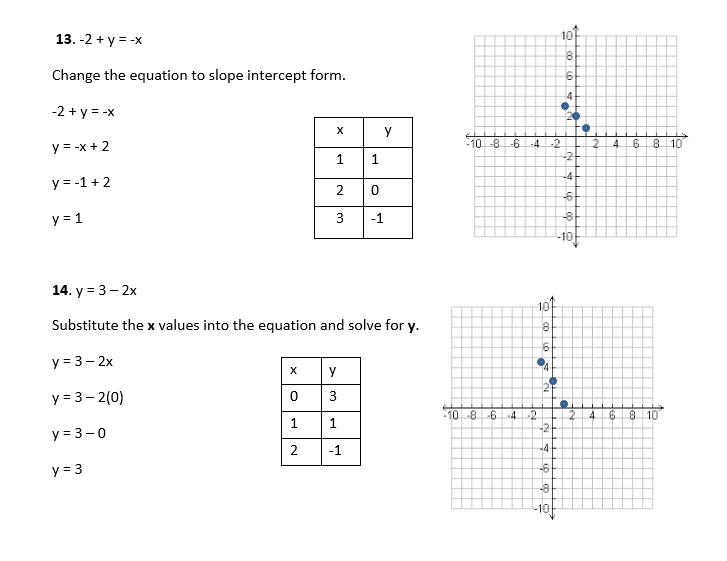 13. -2 + y = -x
Change the equation to slope intercept form.
-2 + y = -x
y = -x + 2
y = -1 + 2
y = 1
x y
1 1
2 0
3 -1
10
8
6
4
2
-10 -8 -6 -4 -2 2 4 6 8 10
-2
-4
-6
-8
-10
14. y = 3 – 2x
Substitute the x values into the equation and solve for y.
y = 3 – 2x
y = 3 – 2(0)
y = 3 – 0
y = 3
x y
0 3
1 1
2 -1
10
8
6
4
2
-10 -8 -6 -4 -2 2 4 6 8 10
-2
-4
-6
-8
-10